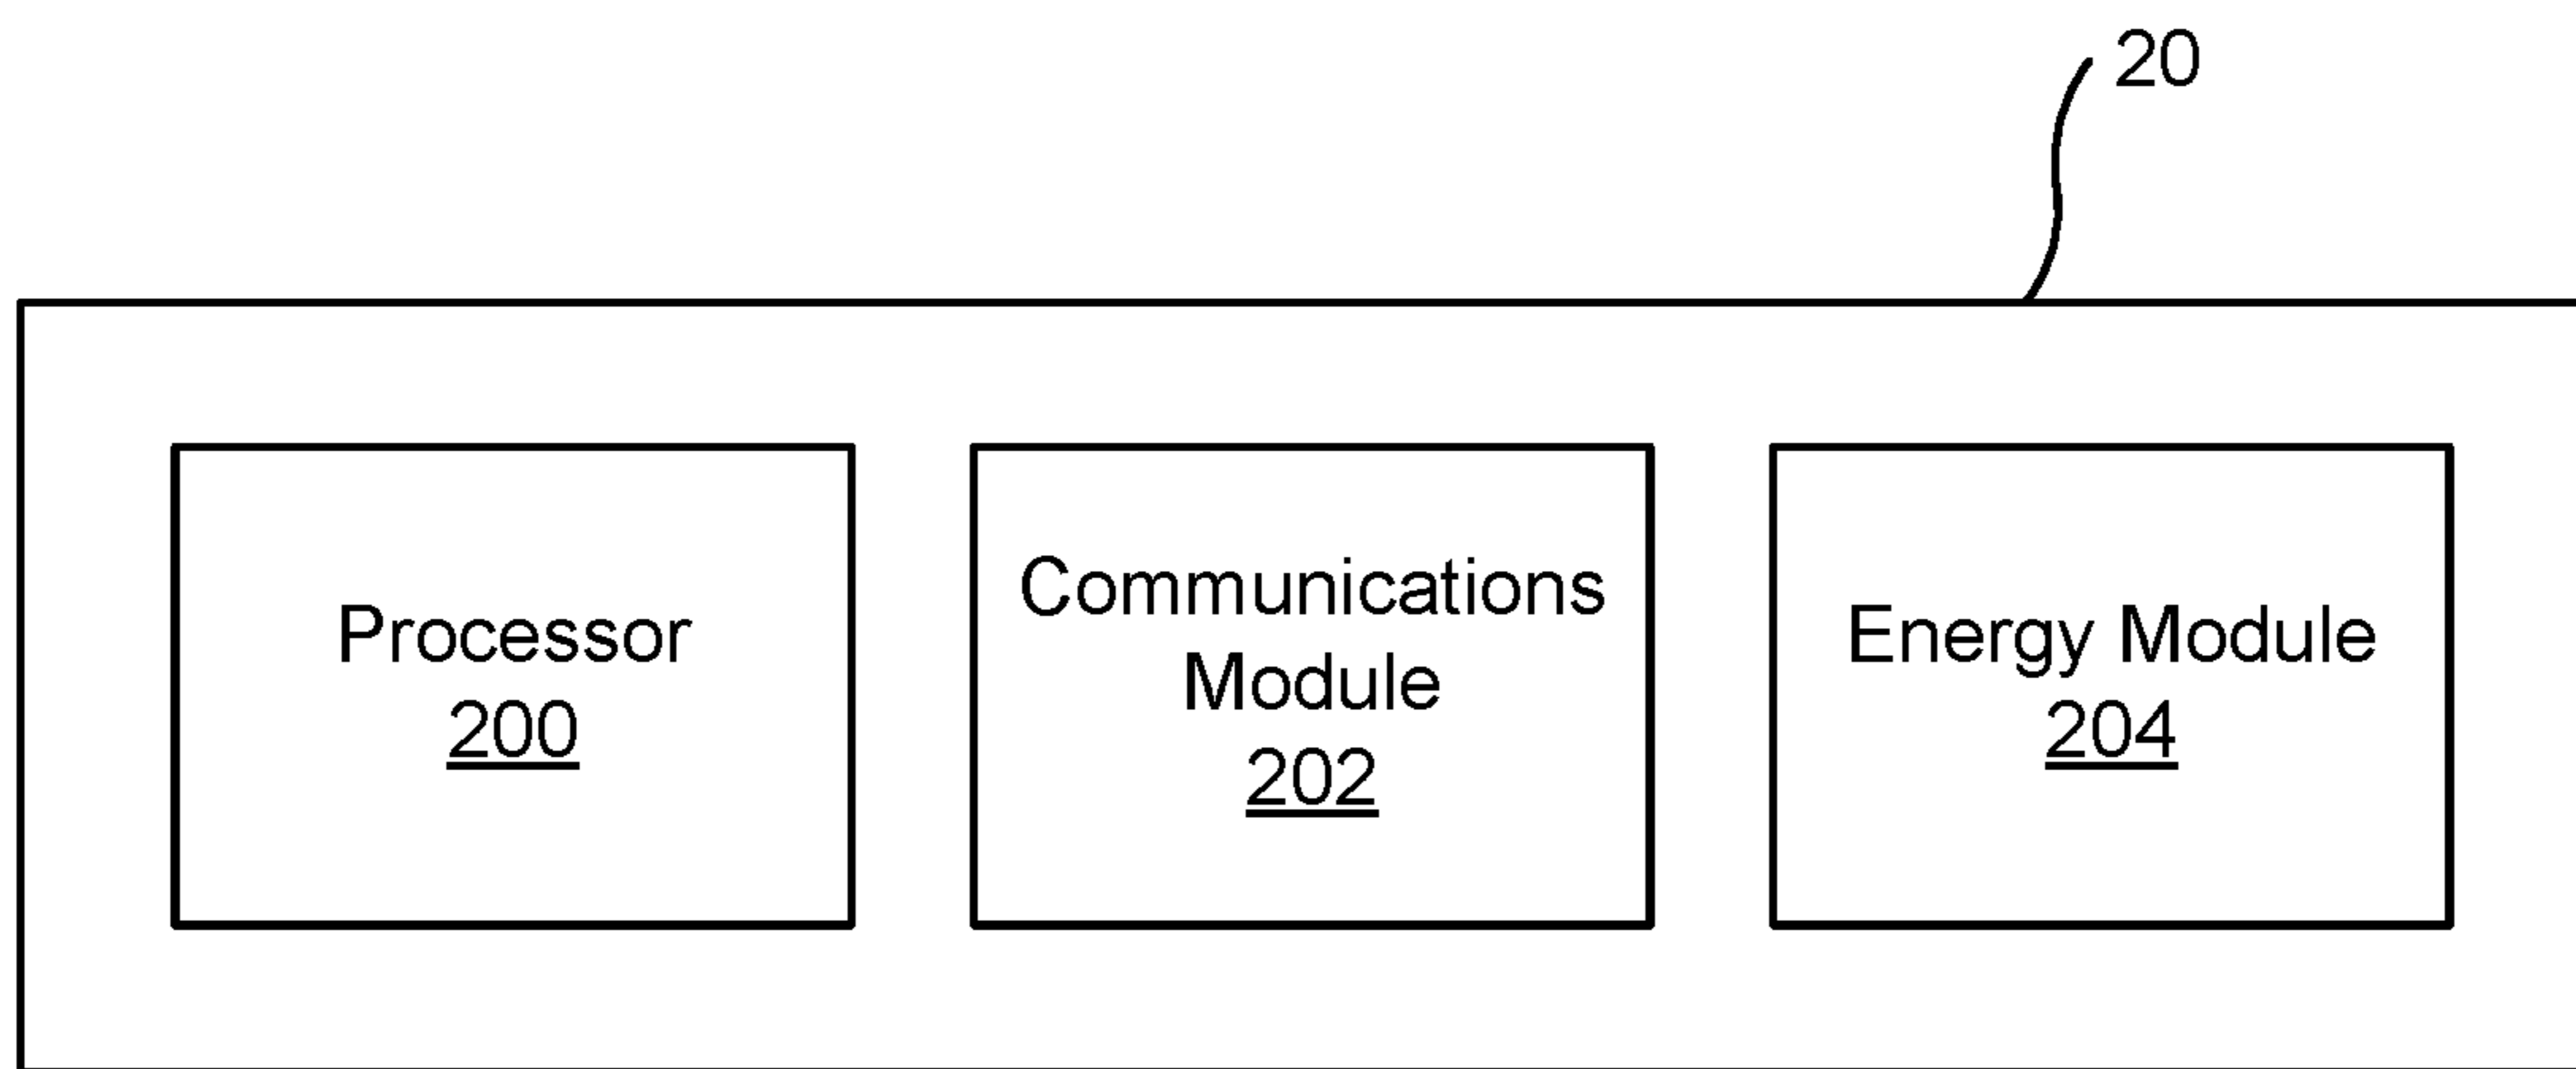 20
Processor
200
Communications
Module
202
Energy Module
204